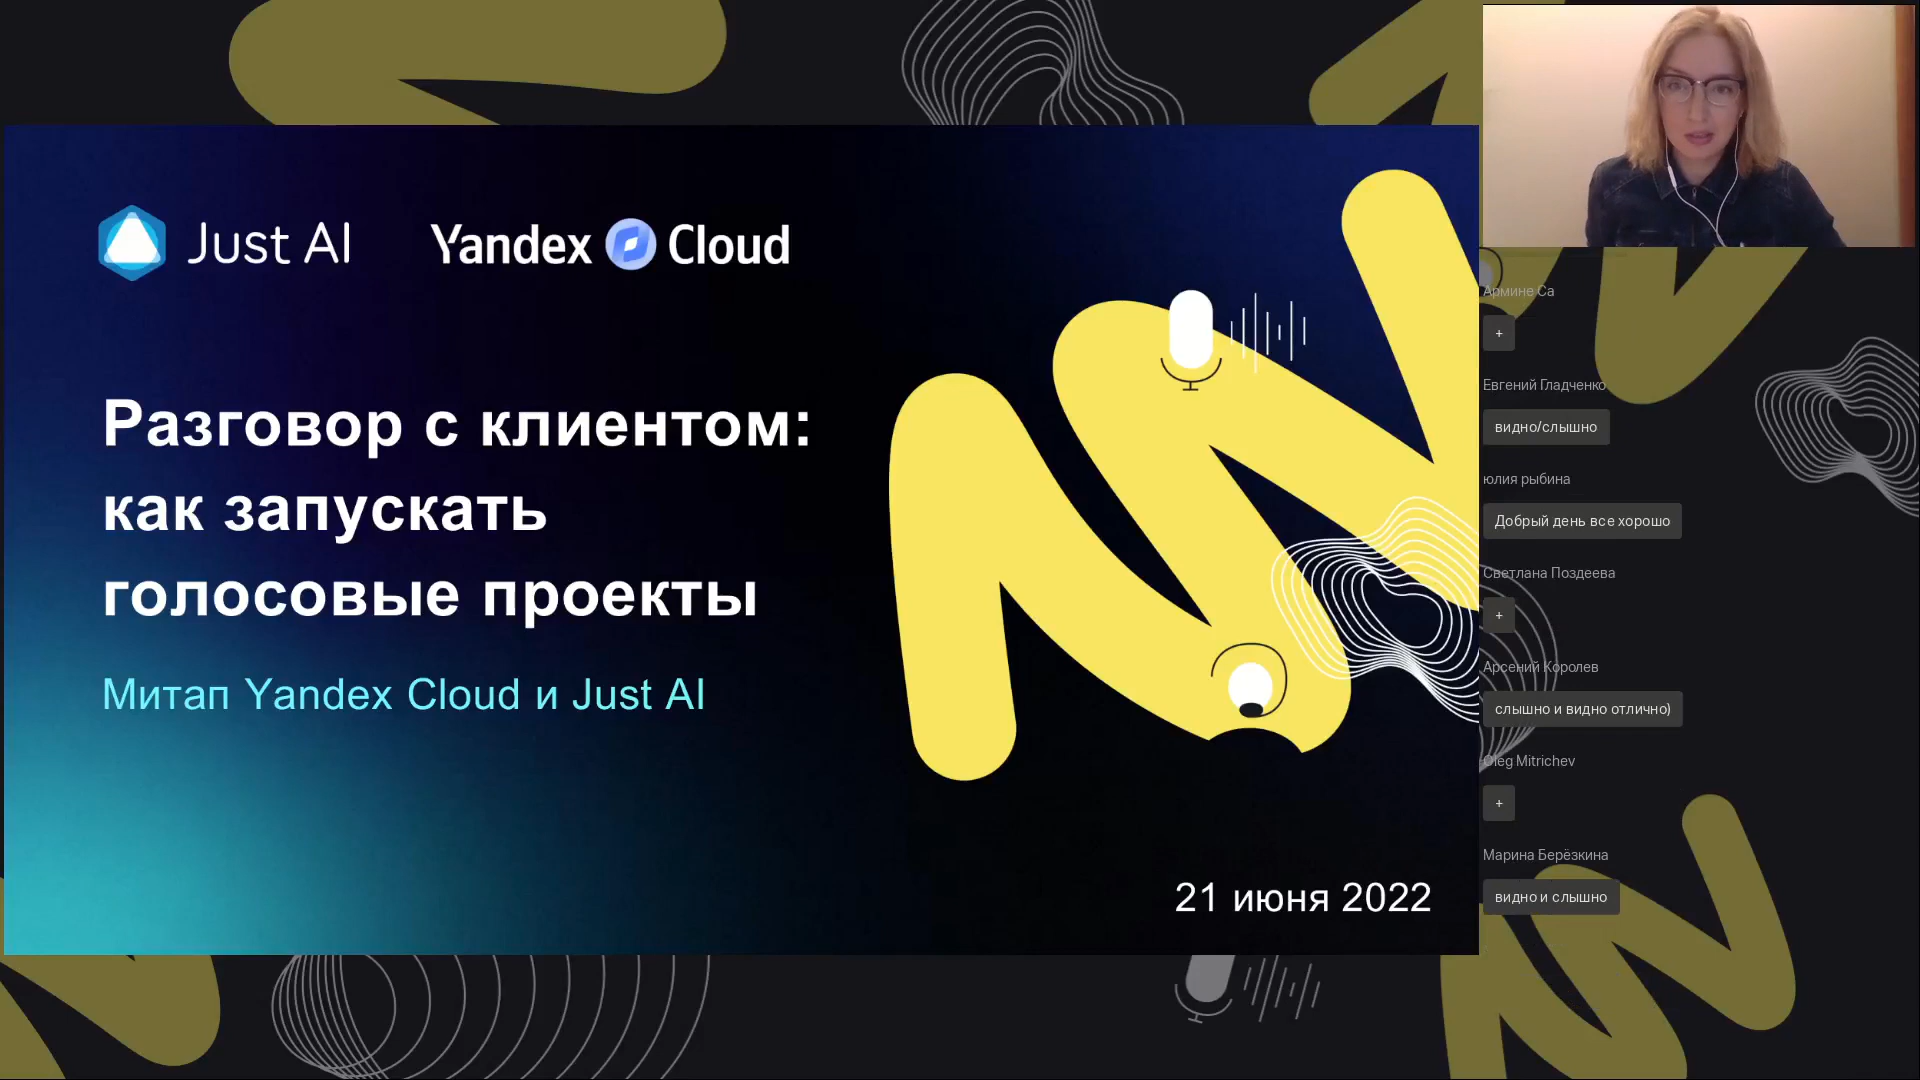 Just AI
Yandex Cloud
Разговор с клиентом:
как запускать
голосовые проекты
Митап Yandex Cloud и Just AI
21 июня 2022
Армине Са
+
Евгений Гладченко
видно/слышно
юлия рыбина
Добрый день все хорошо
Светлана Поздеева
+
Арсений Королев
слышно и видно отлично)
Oleg Mitrichev
+
Марина Берёзкина
видно и слышно